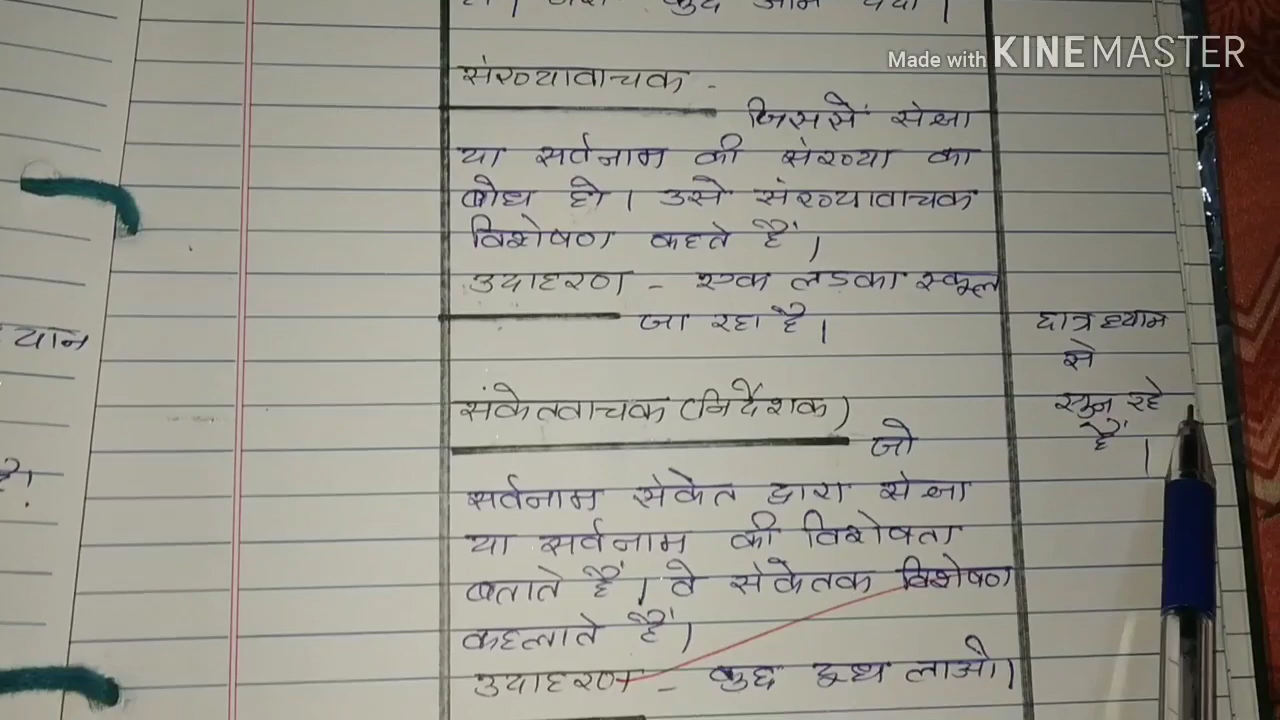 Made with KINEMASTER
संख्यावाचक -
जिससें संज्ञा
या सर्वनाम की संख्या का
बोध हो। उसे संख्यावाचक
विशेषण कहते हैं।
उदाहरण - एक लड़का स्कूल
जा रहा है।
संकेतवाचक (निर्देशक)
जो
सर्वनाम संकेत द्वारा संज्ञा
या सर्वनाम की विशेषता
बताते हैं। वे संकेतक विशेषण
कहलाते हैं।
उदाहरण - कुछ दूध लाओ।
छात्र ध्यान
से
सुन रहे
हैं।
यान
है!